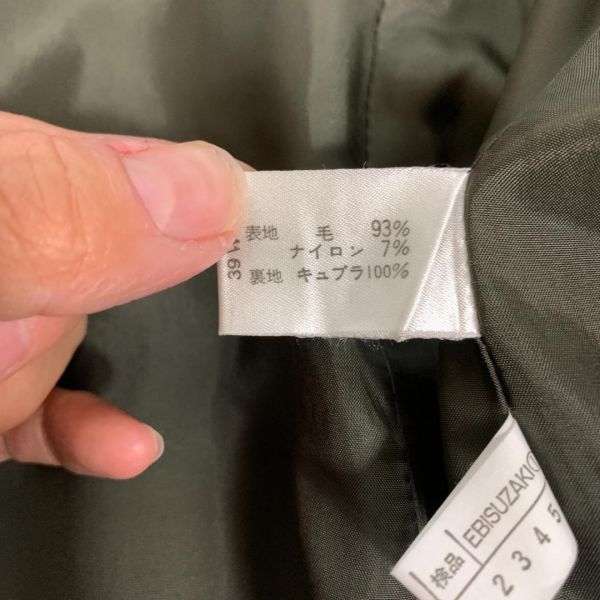 表地 毛 93%
ナイロン 7%
裏地 キュプラ100%
39
検品
EBISUZAKI
2 3 4 5